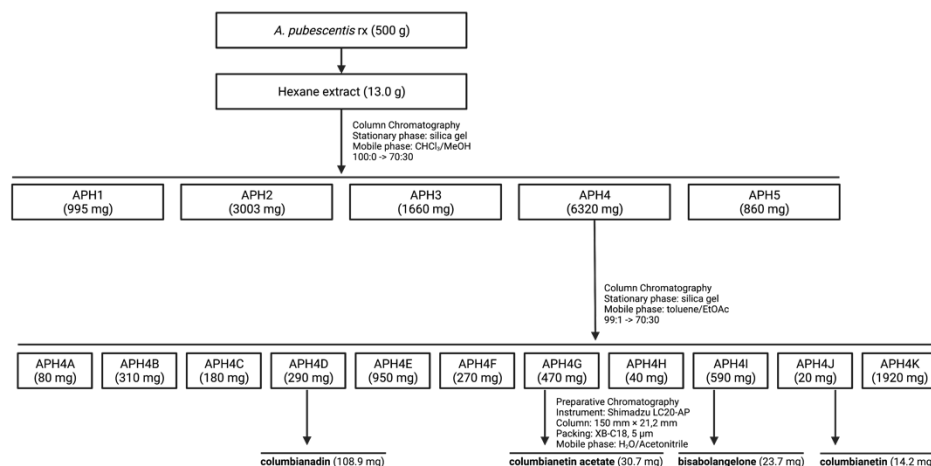 A. pubescentis rx (500 g)
Hexane extract (13.0 g)
Column Chromatography
Stationary phase: silica gel
Mobile phase: CHCl₃/MeOH
100:0 -> 70:30
APH1
(995 mg)
APH2
(3003 mg)
APH3
(1660 mg)
APH4
(6320 mg)
APH5
(860 mg)
Column Chromatography
Stationary phase: silica gel
Mobile phase: toluene/EtOAc
99:1 -> 70:30
APH4A
(80 mg)
APH4B
(310 mg)
APH4C
(180 mg)
APH4D
(290 mg)
APH4E
(950 mg)
APH4F
(270 mg)
APH4G
(470 mg)
APH4H
(40 mg)
APH4I
(590 mg)
APH4J
(20 mg)
APH4K
(1920 mg)
Preparative Chromatography
Instrument: Shimadzu LC20-AP
Column: 150 mm × 21,2 mm
Packing: XB-C18, 5 µm
Mobile phase: H₂O/Acetonitrile
columbianadin (108.9 mg)
columbianetin acetate (30.7 mg)
bisabolangelone (23.7 mg)
columbianetin (14.2 mg)